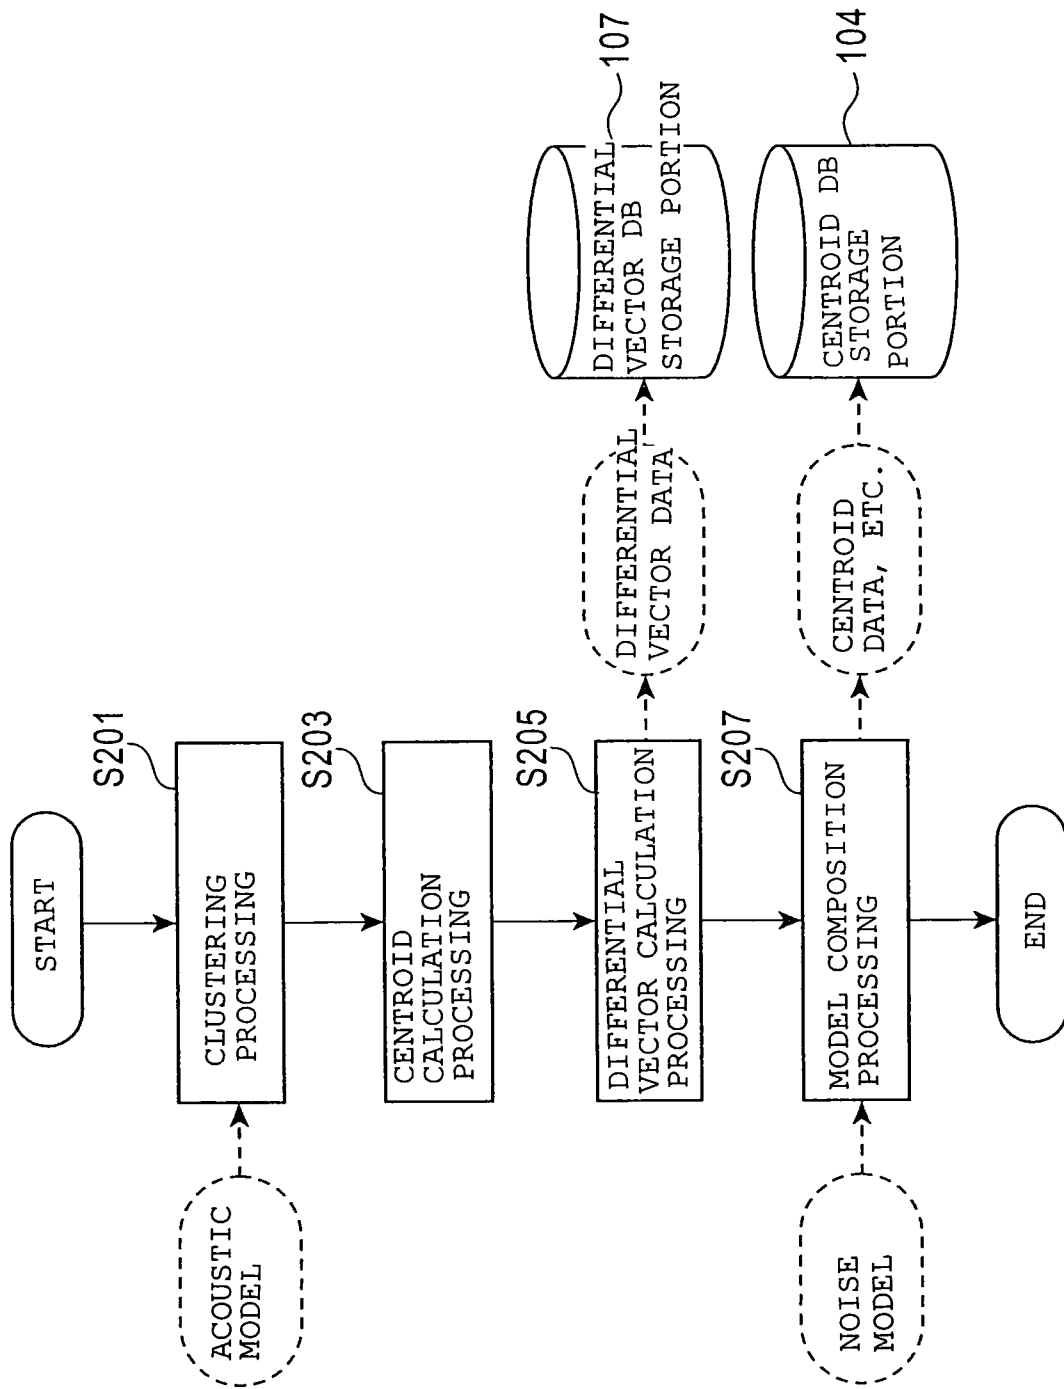 START
S201
ACOUSTIC
MODEL
CLUSTERING
PROCESSING
S203
CENTROID
CALCULATION
PROCESSING
S205
DIFFERENTIAL
VECTOR CALCULATION
PROCESSING
DIFFERENTIAL
VECTOR DATA
DIFFERENTIAL
VECTOR DB
STORAGE PORTION
107
S207
NOISE
MODEL
MODEL COMPOSITION
PROCESSING
CENTROID
DATA, ETC.
CENTROID DB
STORAGE
PORTION
104
END